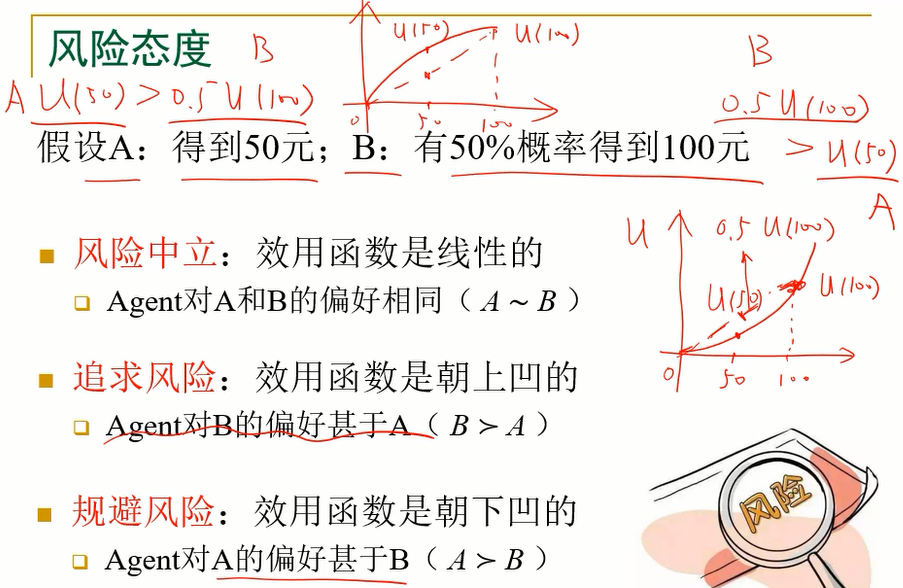 风险态度 B
U(50) U(100)
0 50 100
A U(50) > 0.5 U(100)
B
0.5 U(100)
> U(50)
A
假设A：得到50元；B：有50%概率得到100元
风险中立：效用函数是线性的
Agent对A和B的偏好相同（A ~ B）
追求风险：效用函数是朝上凹的
Agent对B的偏好甚于A（B ≻ A）
规避风险：效用函数是朝下凹的
Agent对A的偏好甚于B（A ≻ B）
U 0.5 U(100)
U(50) U(100)
0 50 100
风险